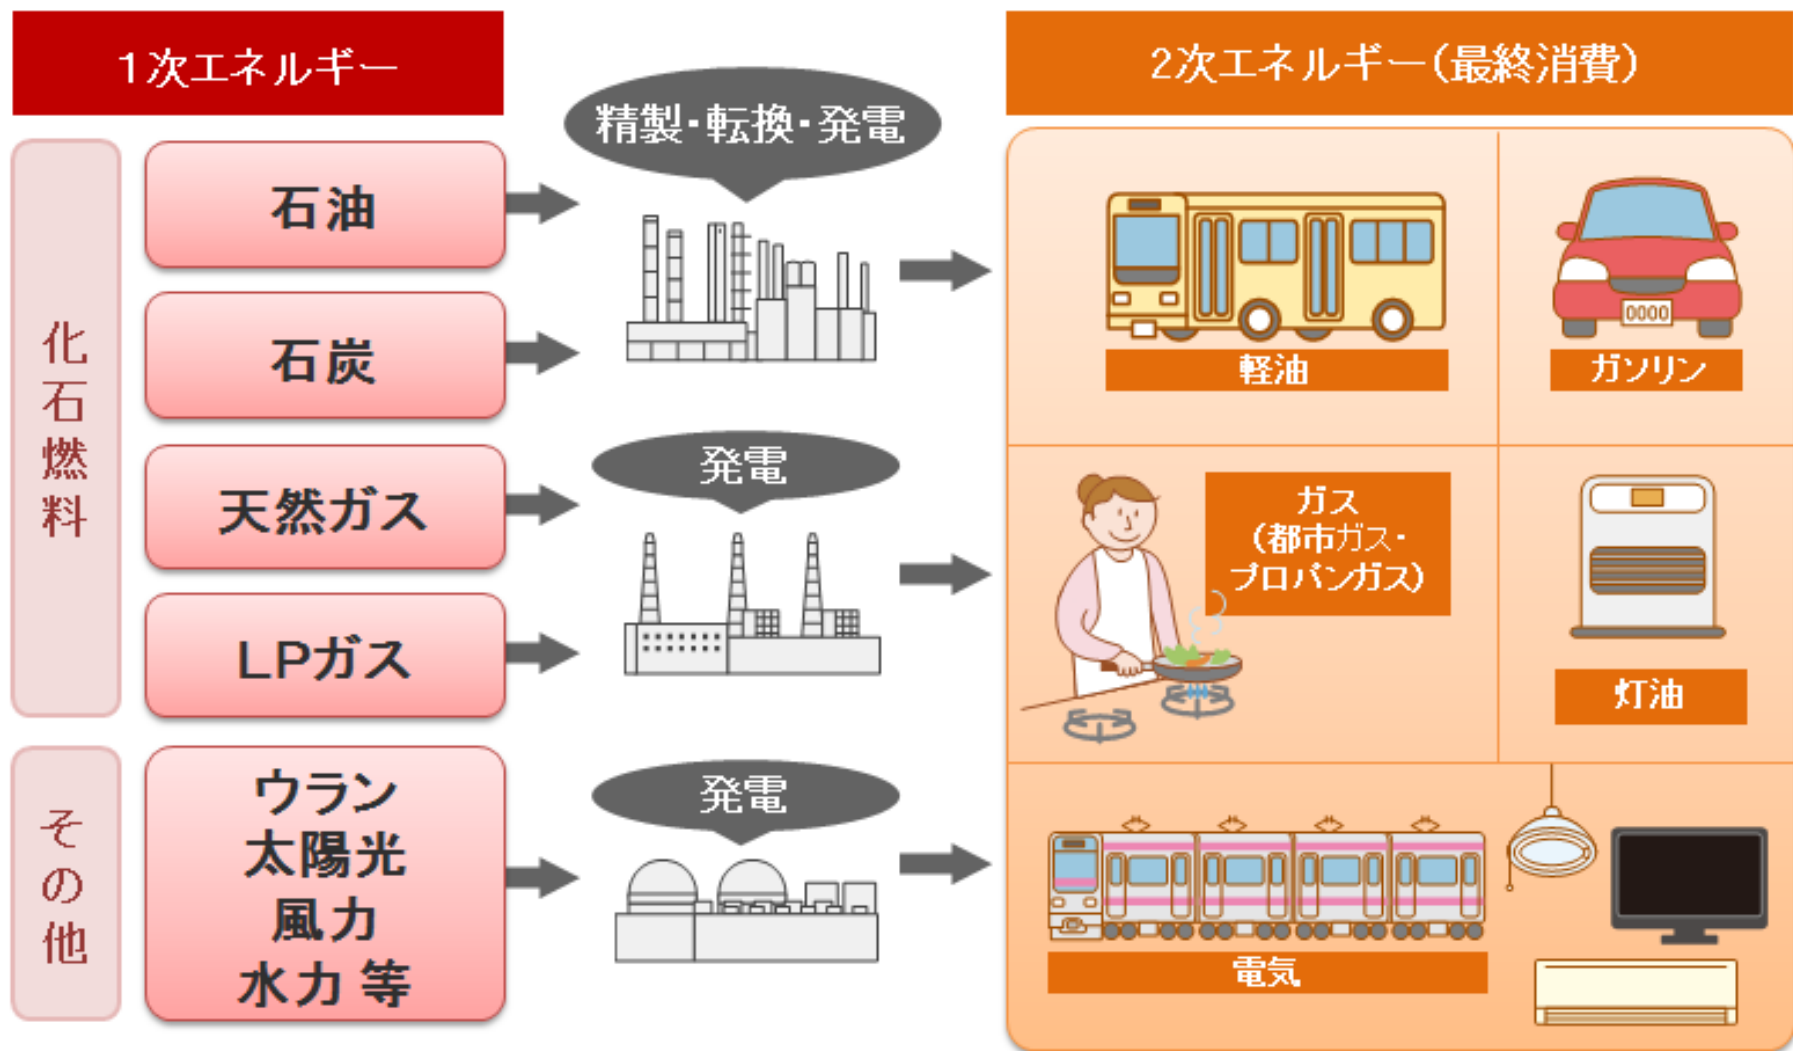 1次エネルギー
2次エネルギー(最終消費)
精製・転換・発電
化石燃料
石油
石炭
天然ガス
LPガス
発電
その他
ウラン
太陽光
風力
水力 等
発電
軽油
ガソリン
0000
ガス
(都市ガス・
プロパンガス)
灯油
電気